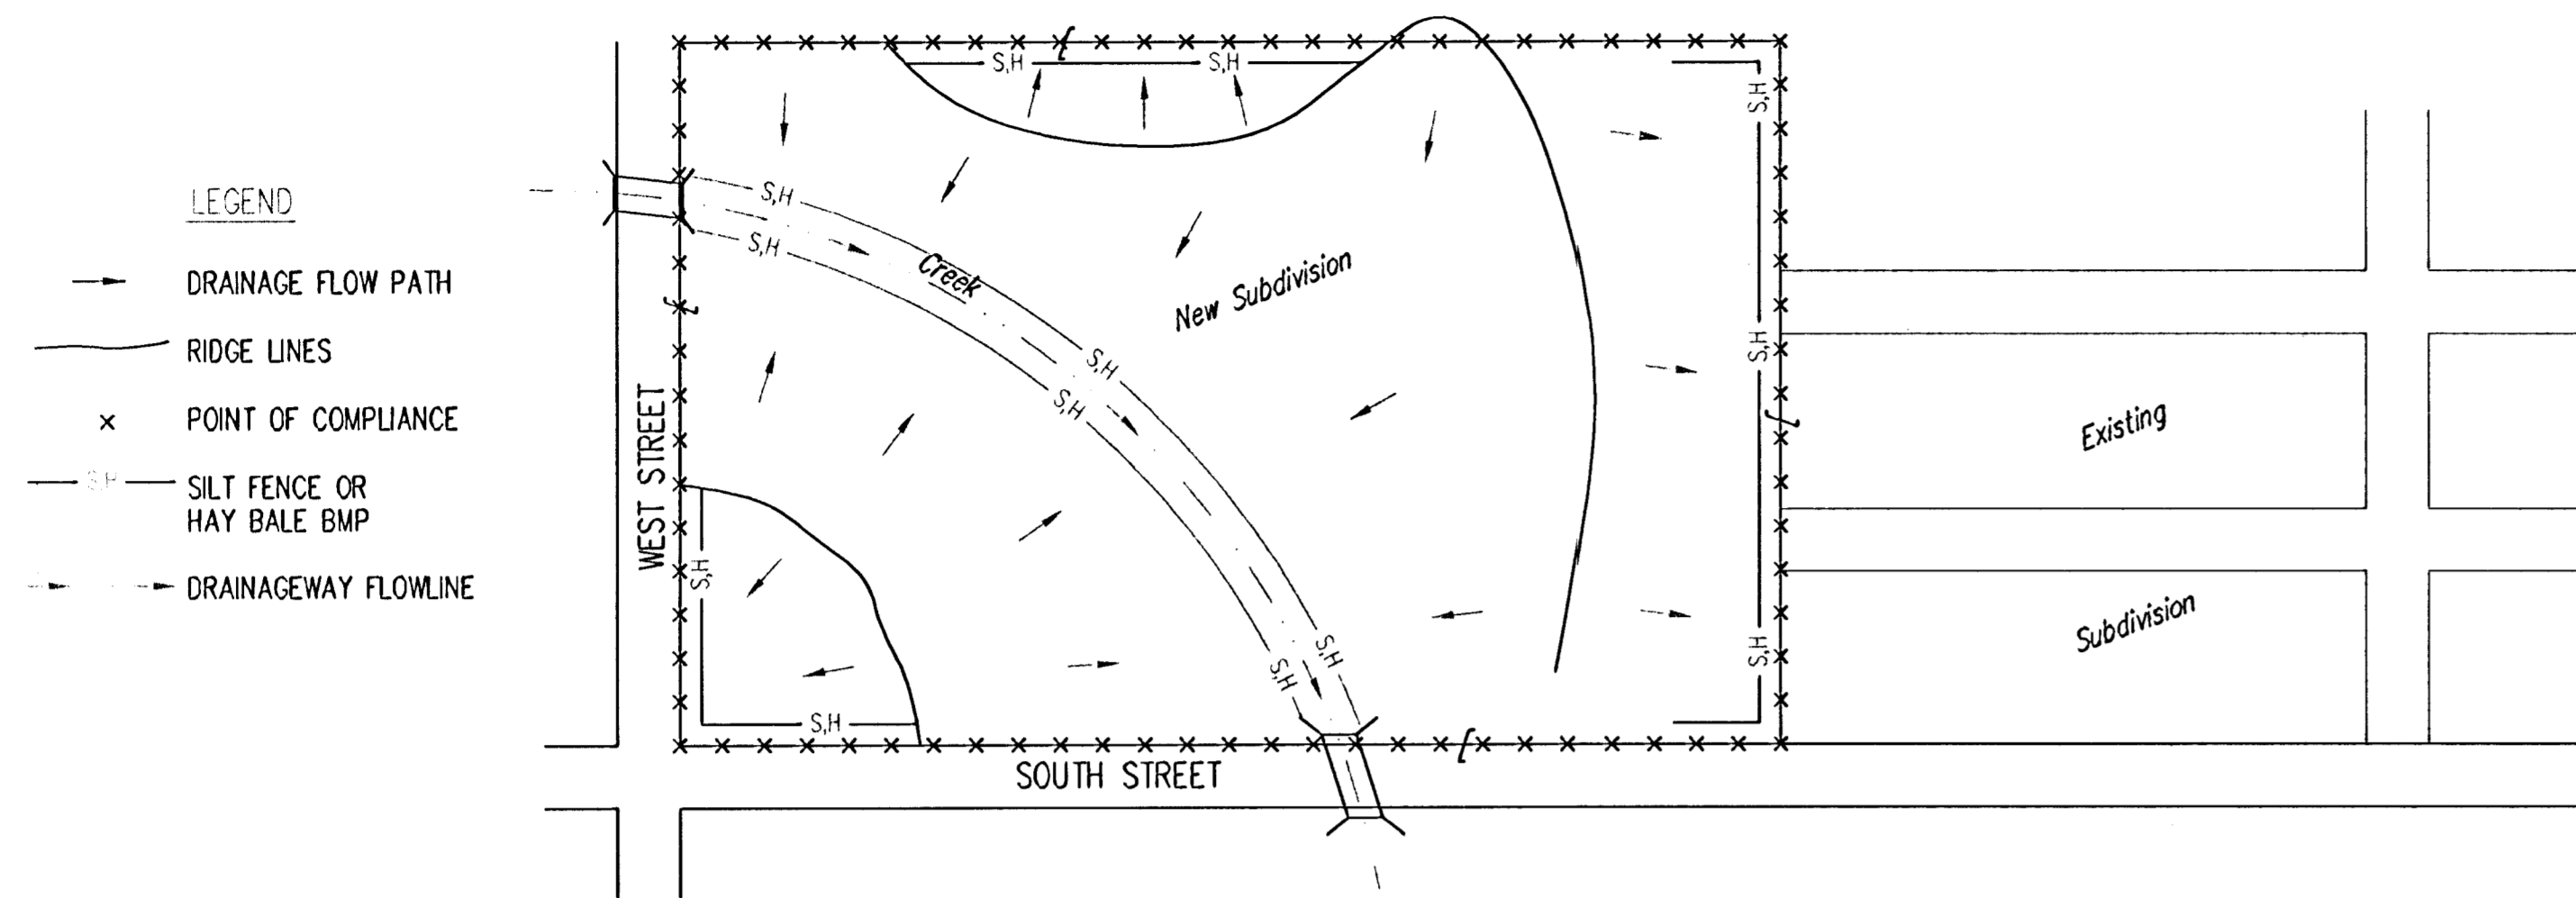 LEGEND
DRAINAGE FLOW PATH
RIDGE LINES
× POINT OF COMPLIANCE
S,H SILT FENCE OR
HAY BALE BMP
DRAINAGEWAY FLOWLINE
WEST STREET
SOUTH STREET
S,H
S,H
S,H
S,H
S,H
Creek
New Subdivision
S,H
S,H
S,H
S,H
S,H
S,H
S,H
S,H
Existing
Subdivision